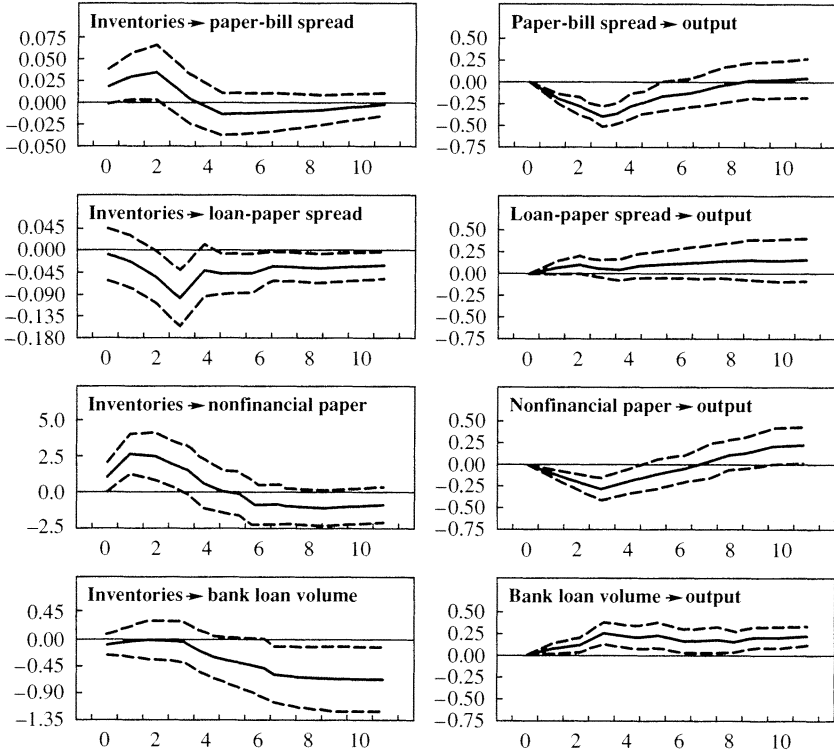 Inventories → paper-bill spread
0.075
0.050
0.025
0.000
−0.025
−0.050
0 2 4 6 8 10
Paper-bill spread → output
0.50
0.25
0.00
−0.25
−0.50
−0.75
0 2 4 6 8 10
Inventories → loan-paper spread
0.045
0.000
−0.045
−0.090
−0.135
−0.180
0 2 4 6 8 10
Loan-paper spread → output
0.50
0.25
0.00
−0.25
−0.50
−0.75
0 2 4 6 8 10
Inventories → nonfinancial paper
5.0
2.5
0.0
−2.5
0 2 4 6 8 10
Nonfinancial paper → output
0.50
0.25
0.00
−0.25
−0.50
−0.75
0 2 4 6 8 10
Inventories → bank loan volume
0.45
0.00
−0.45
−0.90
−1.35
0 2 4 6 8 10
Bank loan volume → output
0.50
0.25
0.00
−0.25
−0.50
−0.75
0 2 4 6 8 10